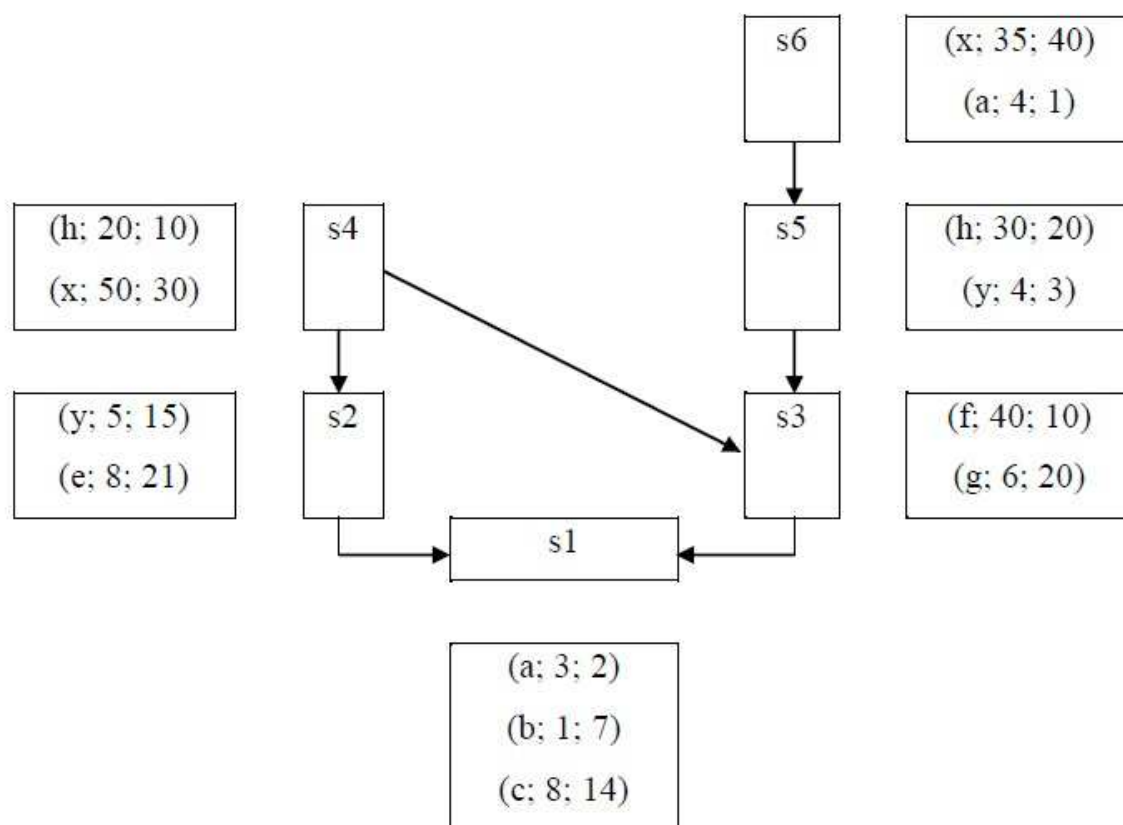 s6
(x; 35; 40)
(a; 4; 1)
(h; 20; 10)
(x; 50; 30)
s4
s5
(h; 30; 20)
(y; 4; 3)
(y; 5; 15)
(e; 8; 21)
s2
s3
(f; 40; 10)
(g; 6; 20)
s1
(a; 3; 2)
(b; 1; 7)
(c; 8; 14)